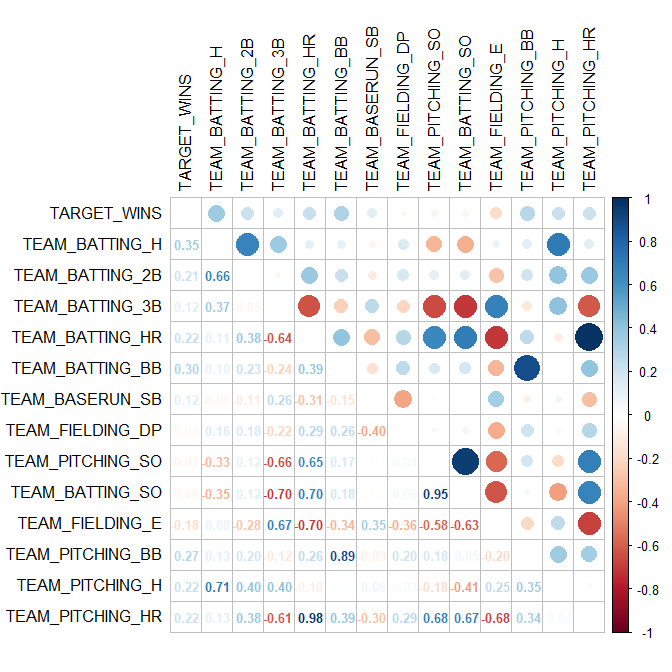 TARGET_WINS
TEAM_BATTING_H
TEAM_BATTING_2B
TEAM_BATTING_3B
TEAM_BATTING_HR
TEAM_BATTING_BB
TEAM_BASERUN_SB
TEAM_FIELDING_DP
TEAM_PITCHING_SO
TEAM_BATTING_SO
TEAM_FIELDING_E
TEAM_PITCHING_BB
TEAM_PITCHING_H
TEAM_PITCHING_HR
TARGET_WINS
TEAM_BATTING_H 0.35
TEAM_BATTING_2B 0.21 0.66
TEAM_BATTING_3B 0.12 0.37
TEAM_BATTING_HR 0.22 0.11 0.38 -0.64
TEAM_BATTING_BB 0.30 0.10 0.23 -0.24 0.39
TEAM_BASERUN_SB 0.12 -0.11 0.26 -0.31 -0.15
TEAM_FIELDING_DP 0.16 0.18 -0.22 0.29 0.26 -0.40
TEAM_PITCHING_SO -0.33 0.12 -0.66 0.65 0.17
TEAM_BATTING_SO -0.35 0.12 -0.70 0.70 0.18 0.95
TEAM_FIELDING_E -0.18 0.08 -0.28 0.67 -0.70 -0.34 0.35 -0.36 -0.58 -0.63
TEAM_PITCHING_BB 0.27 0.13 0.20 -0.12 0.26 0.89 -0.09 0.20 0.18 0.05 -0.20
TEAM_PITCHING_H 0.22 0.71 0.40 0.40 -0.10 -0.18 -0.41 0.25 0.35
TEAM_PITCHING_HR 0.22 0.13 0.38 -0.61 0.98 0.39 -0.30 0.29 0.68 0.67 -0.68 0.34
1
0.8
0.6
0.4
0.2
0
-0.2
-0.4
-0.6
-0.8
-1